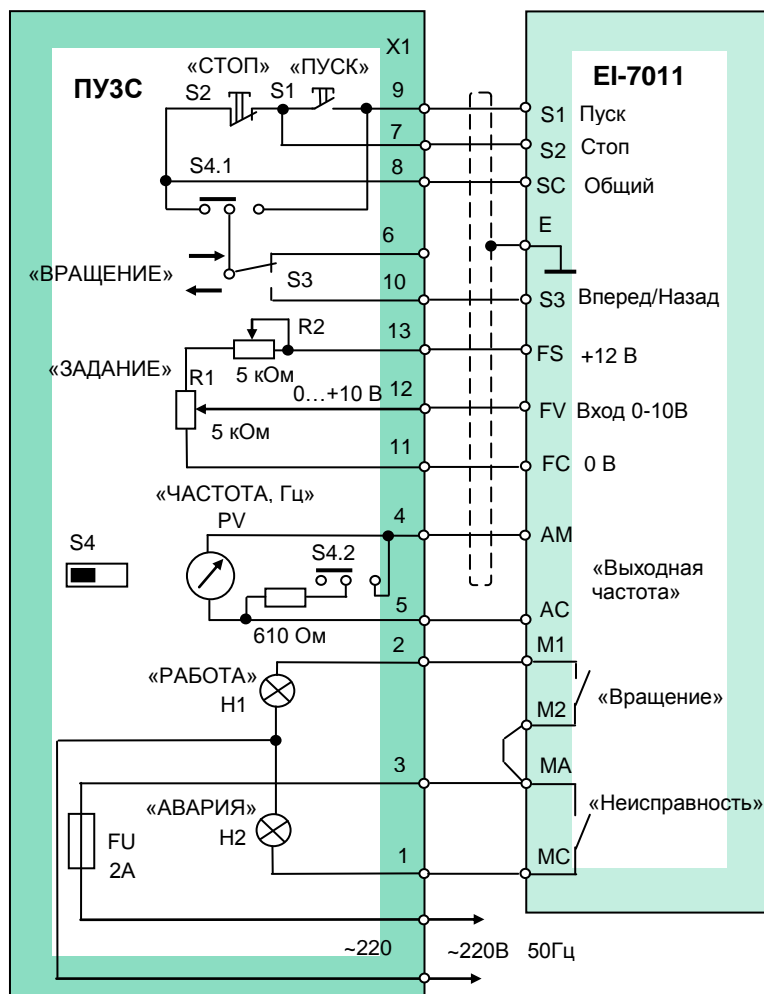 X1
ПУ3С
EI-7011
«СТОП» «ПУСК»
S2 S1 9
S1 Пуск
7
S2 Стоп
8
SC Общий
S4.1
E
6
«ВРАЩЕНИЕ»
S3
10
S3 Вперед/Назад
R2
13
FS +12 В
«ЗАДАНИЕ»
R1
5 кОм
0...+10 В
12
FV Вход 0-10В
5 кОм
11
FC 0 В
«ЧАСТОТА, Гц»
PV
4
AM
S4
S4.2
«Выходная
частота»
5
AC
610 Ом
2
M1
«РАБОТА»
H1
M2
«Вращение»
3
MA
«АВАРИЯ»
H2
«Неисправность»
FU
2А
1
MC
~220
~220В 50Гц